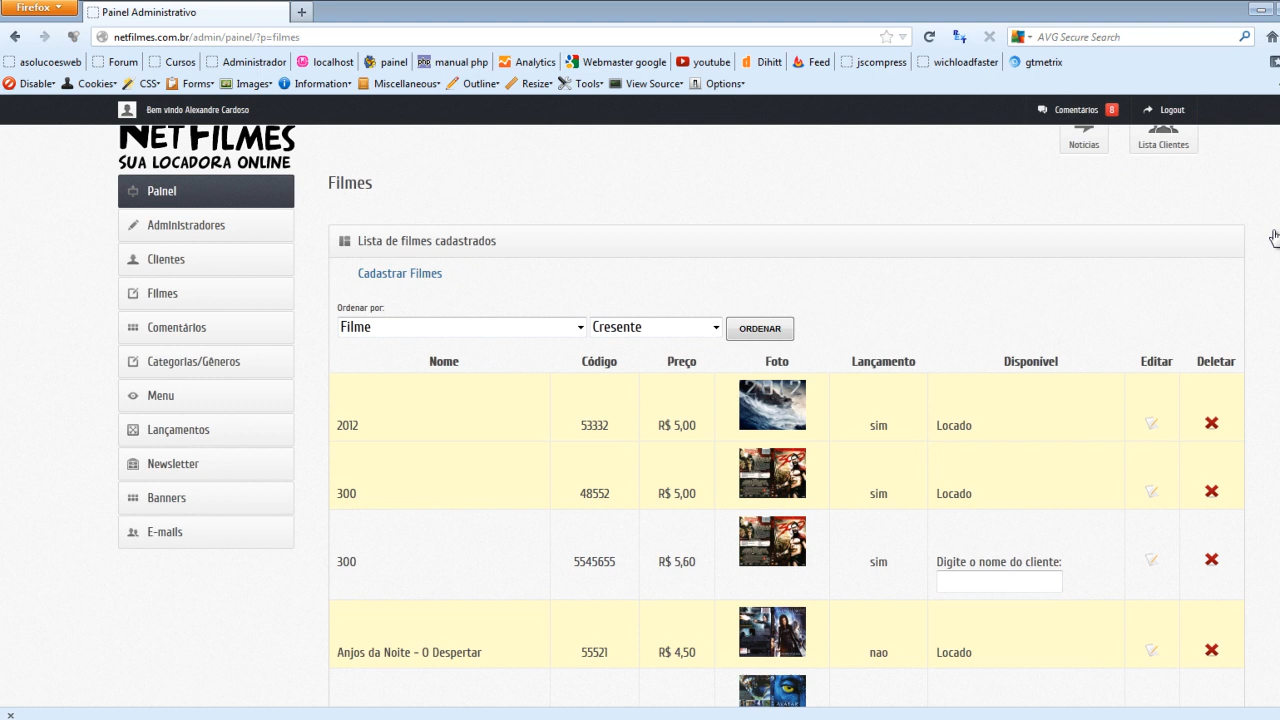 Firefox
Painel Administrativo
netfilmes.com.br/admin/painel/?p=filmes
AVG Secure Search
asolucoesweb Forum Cursos Administrador localhost painel manual php Analytics Webmaster google youtube Dihitt Feed jscompress wichloadfaster gtmetrix
Disable Cookies CSS Forms Images Information Miscellaneous Outline Resize Tools View Source Options
Bem vindo Alexandre Cardoso Comentários 8 Logout
NET FILMES
SUA LOCADORA ONLINE
Notícias Lista Clientes
Painel
Administradores
Clientes
Filmes
Comentários
Categorias/Gêneros
Menu
Lançamentos
Newsletter
Banners
E-mails
Filmes
Lista de filmes cadastrados
Cadastrar Filmes
Ordenar por:
Filme Cresente ORDENAR
Nome Código Preço Foto Lançamento Disponível Editar Deletar
2012 53332 R$ 5,00 2012 sim Locado
300 48552 R$ 5,00 300 sim Locado
300 5545655 R$ 5,60 300 sim Digite o nome do cliente:
Anjos da Noite - O Despertar 55521 R$ 4,50 nao Locado
AVATAR